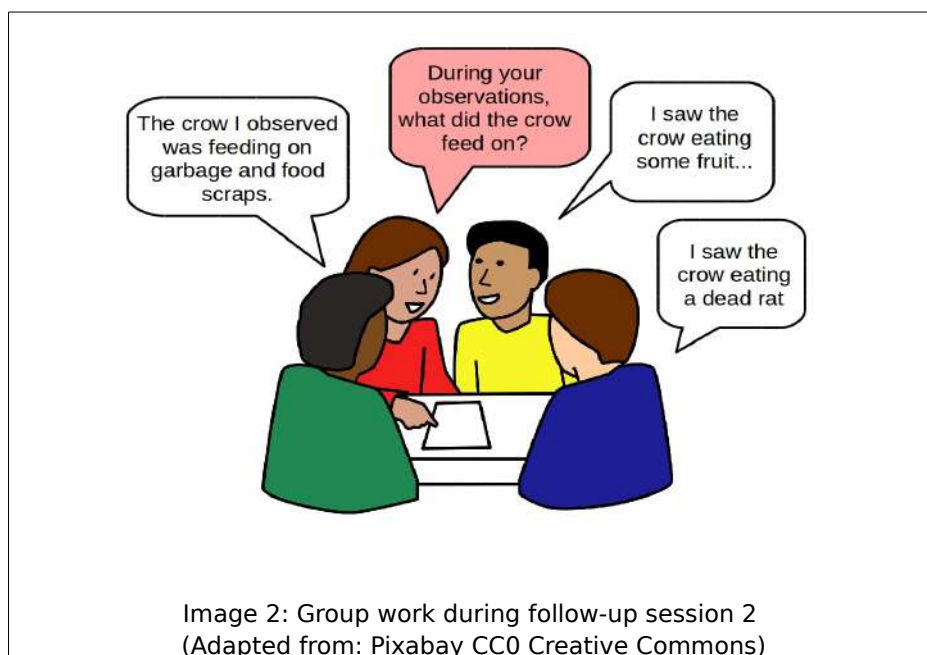 During your
observations,
what did the crow
feed on?
The crow I observed
was feeding on
garbage and food
scraps.
I saw the
crow eating
some fruit...
I saw the
crow eating
a dead rat
Image 2: Group work during follow-up session 2
(Adapted from: Pixabay CC0 Creative Commons)